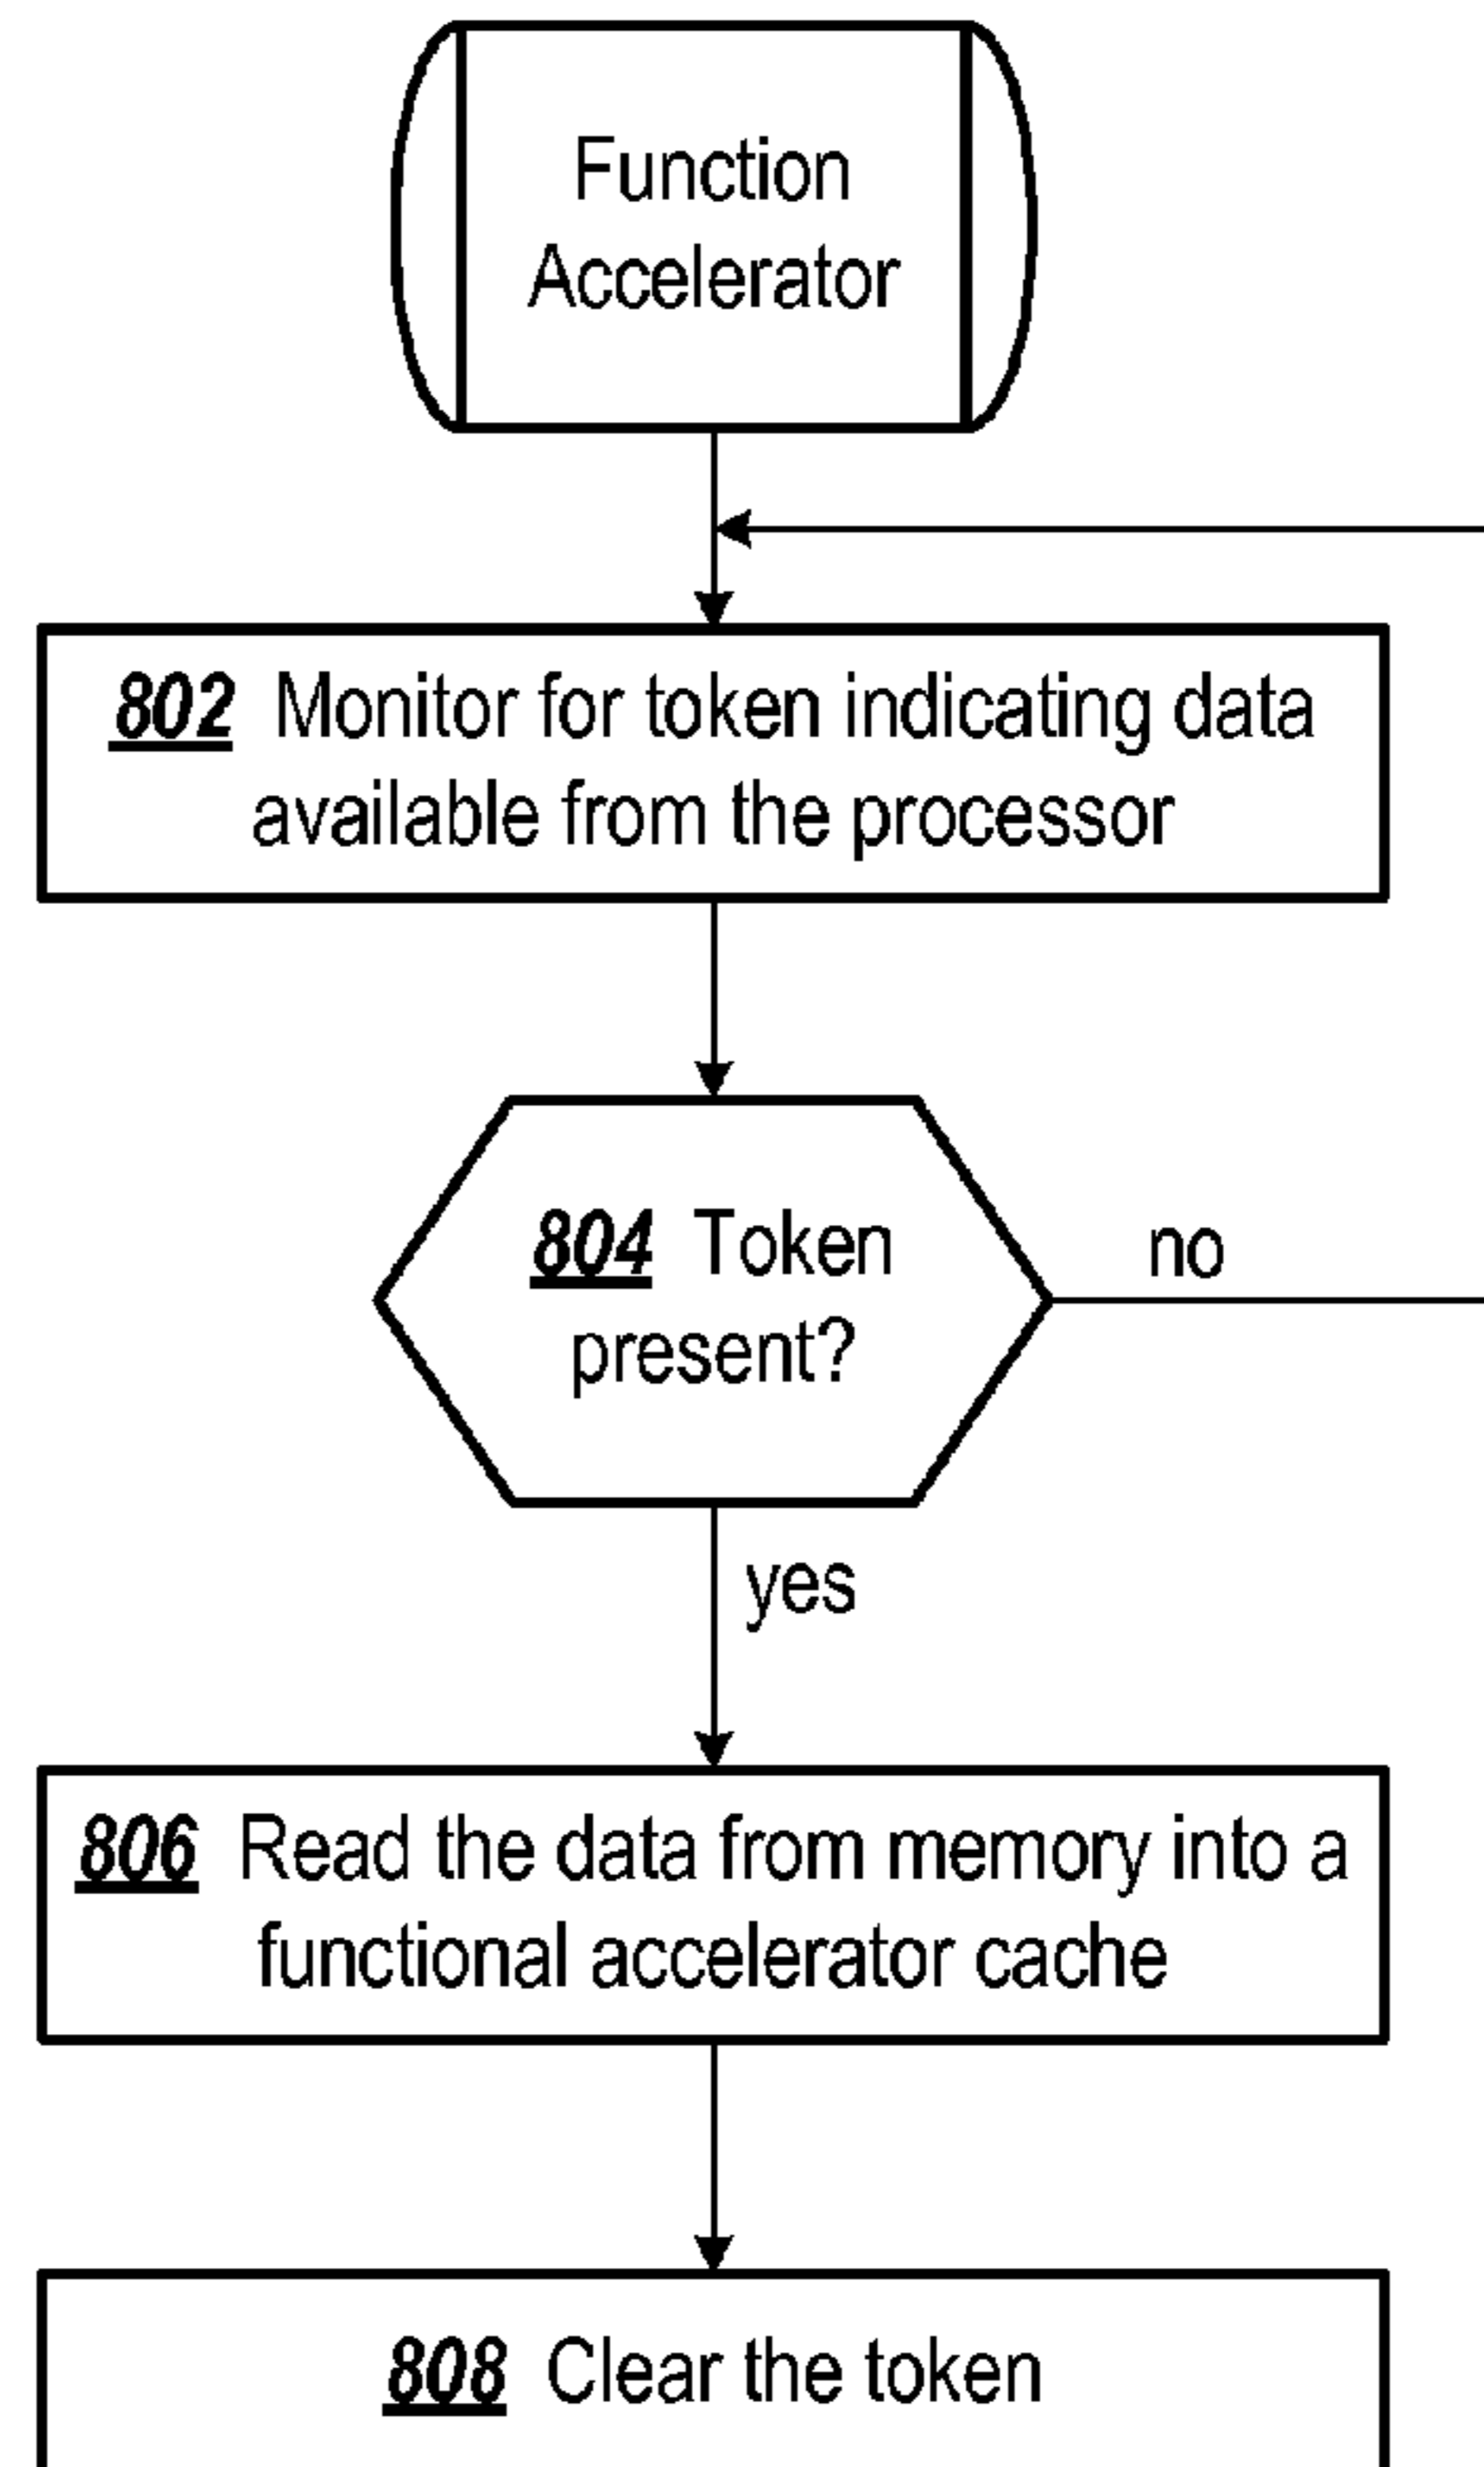 Function
Accelerator
802 Monitor for token indicating data
available from the processor
804 Token
present?
no
yes
806 Read the data from memory into a
functional accelerator cache
808 Clear the token